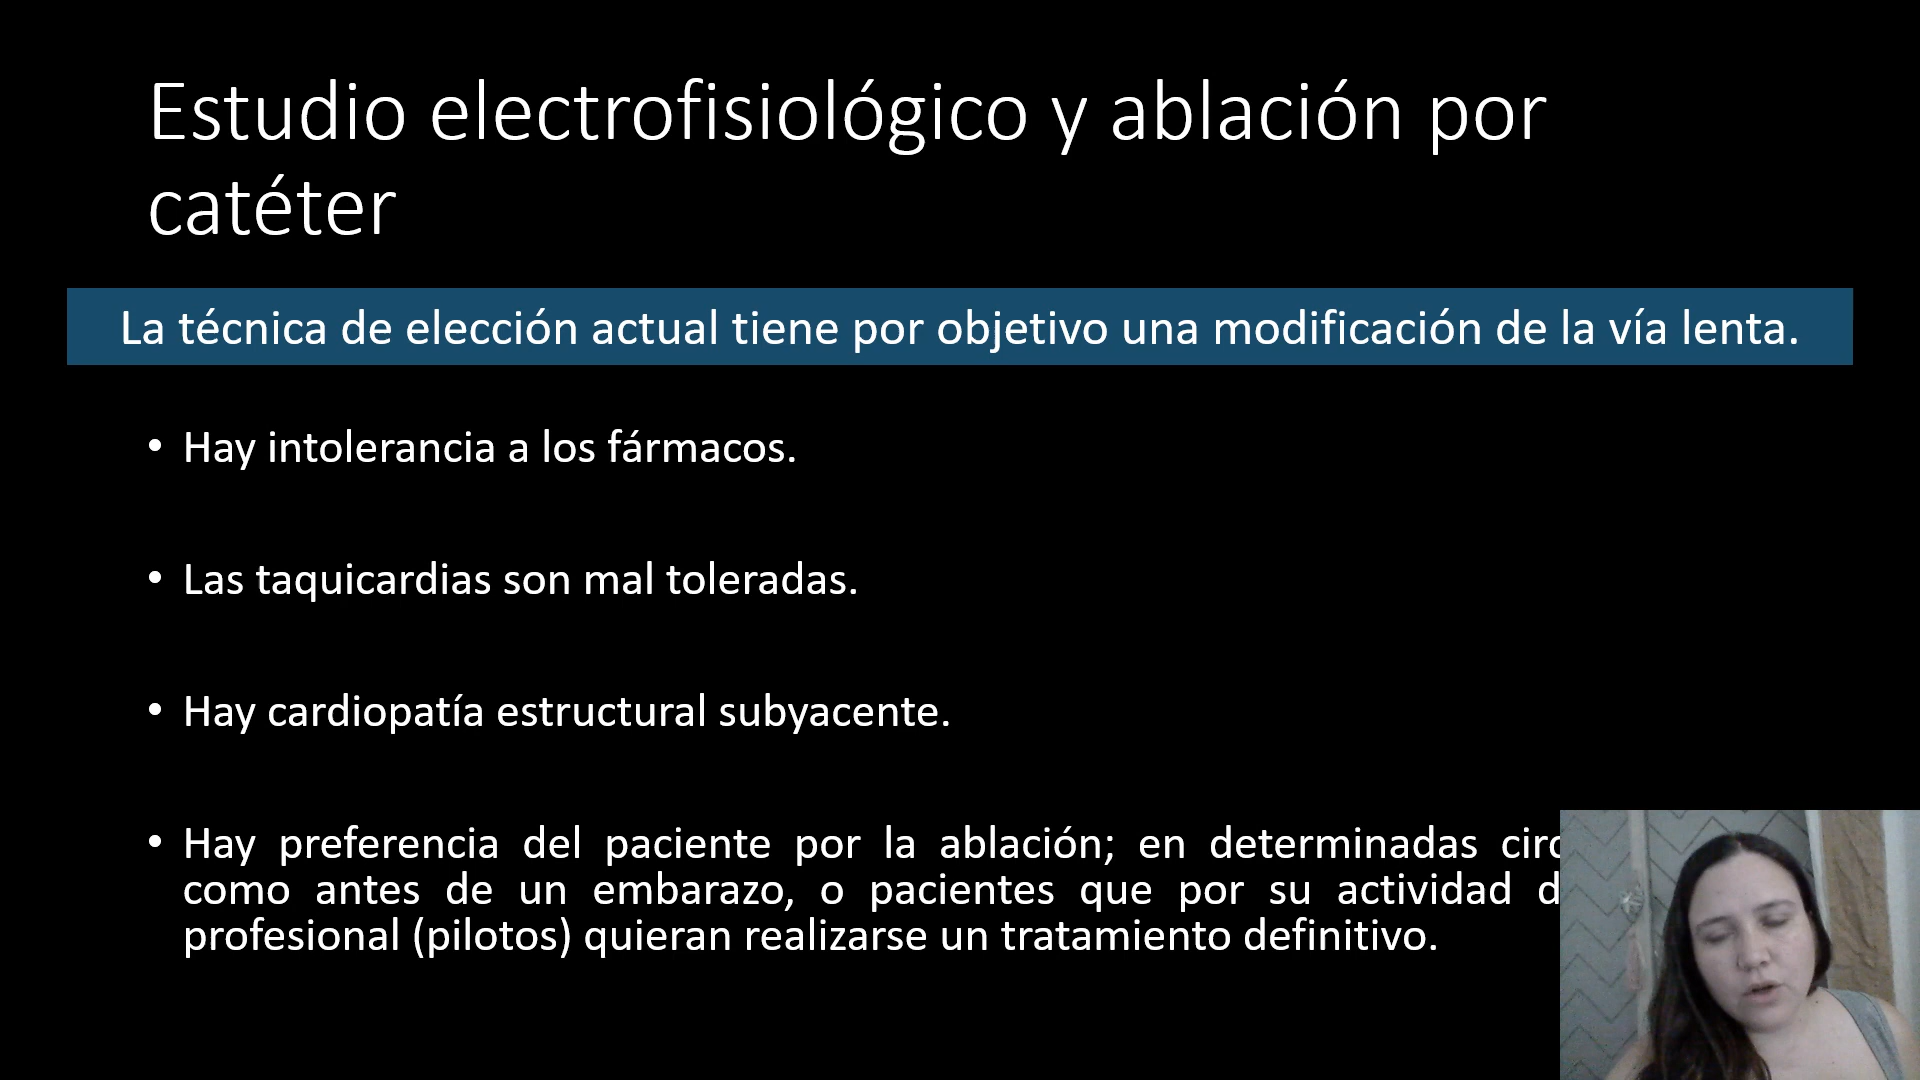 Estudio electrofisiológico y ablación por
catéter
La técnica de elección actual tiene por objetivo una modificación de la vía lenta.
• Hay intolerancia a los fármacos.
• Las taquicardias son mal toleradas.
• Hay cardiopatía estructural subyacente.
• Hay preferencia del paciente por la ablación; en determinadas
como antes de un embarazo, o pacientes que por su actividad
profesional (pilotos) quieran realizarse un tratamiento definitivo.